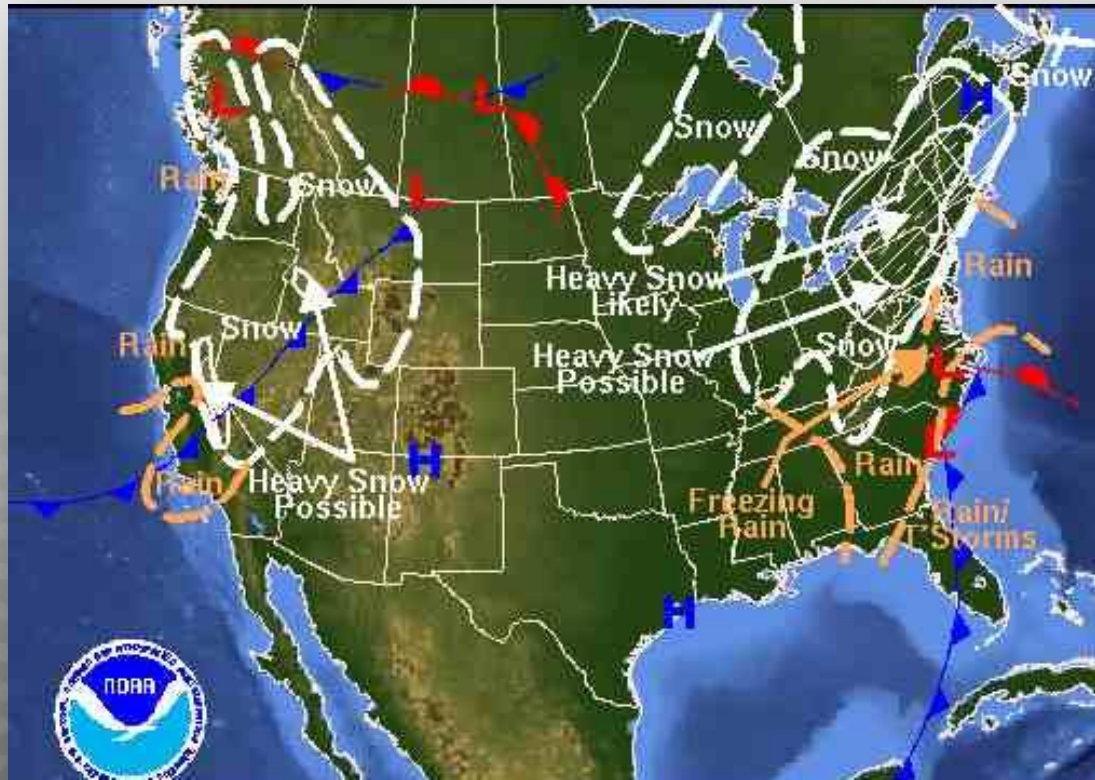 Snow
H
Snow
L
L
Snow
Rain
Snow
L
Heavy Snow
Likely
Rain
Snow
Rain
Heavy Snow
Possible
Snow
L
L
H
Rain
Heavy Snow
Possible
Rain
Freezing
Rain
Rain/
T Storms
H
NOAA